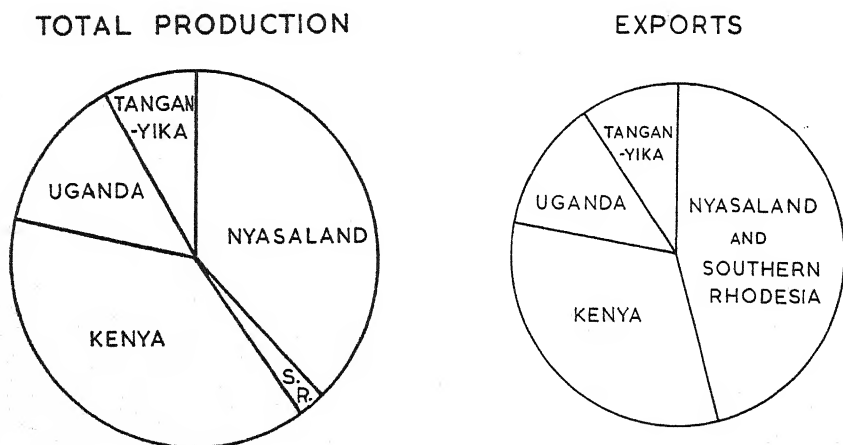 TOTAL PRODUCTION
TANGAN
-YIKA
UGANDA
NYASALAND
KENYA
S.
R.
EXPORTS
TANGAN
-YIKA
UGANDA
NYASALAND
AND
SOUTHERN
RHODESIA
KENYA